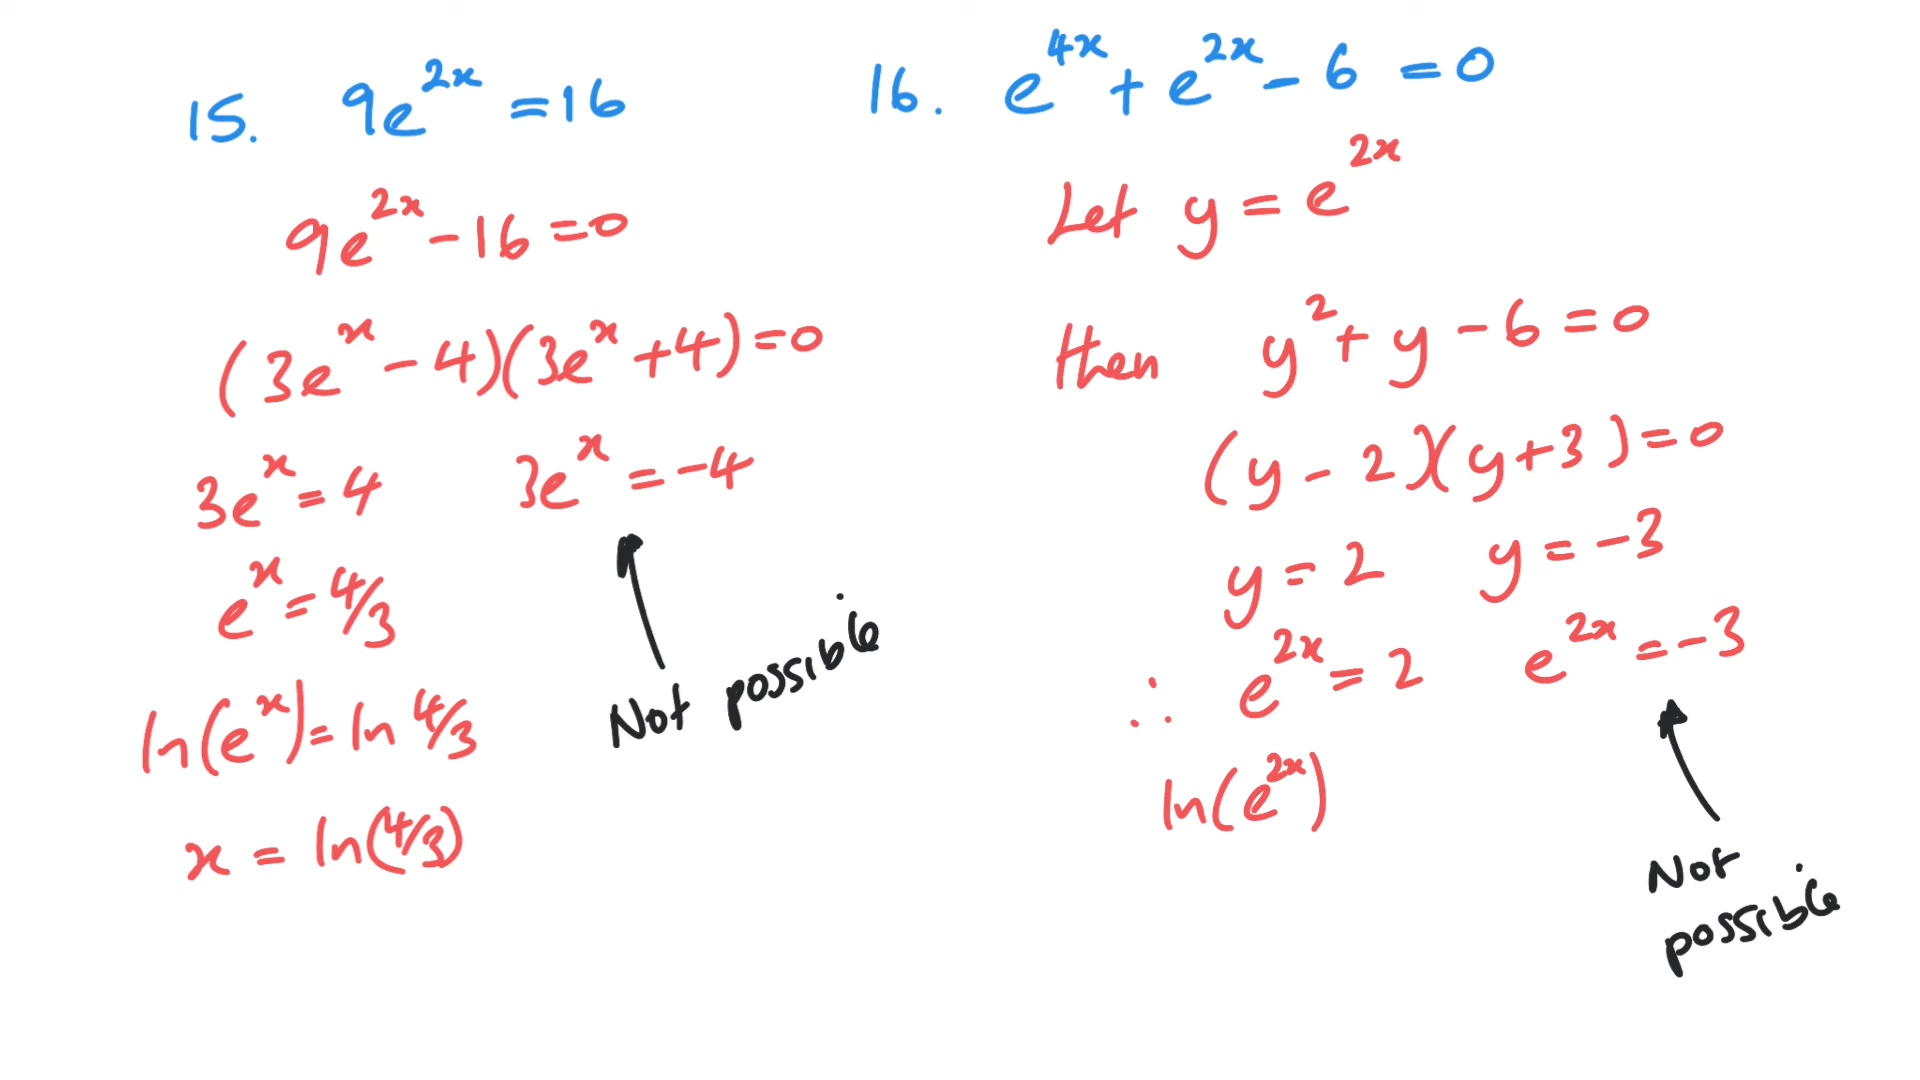 15. 9e^{2x} = 16
9e^{2x} - 16 = 0
(3e^x - 4)(3e^x + 4) = 0
3e^x = 4 3e^x = -4
e^x = 4/3
Not possible
ln(e^x) = ln 4/3
x = ln(4/3)
16. e^{4x} + e^{2x} - 6 = 0
Let y = e^{2x}
then y^2 + y - 6 = 0
(y - 2)(y + 3) = 0
y = 2 y = -3
∴ e^{2x} = 2 e^{2x} = -3
ln(e^{2x})
Not
possible